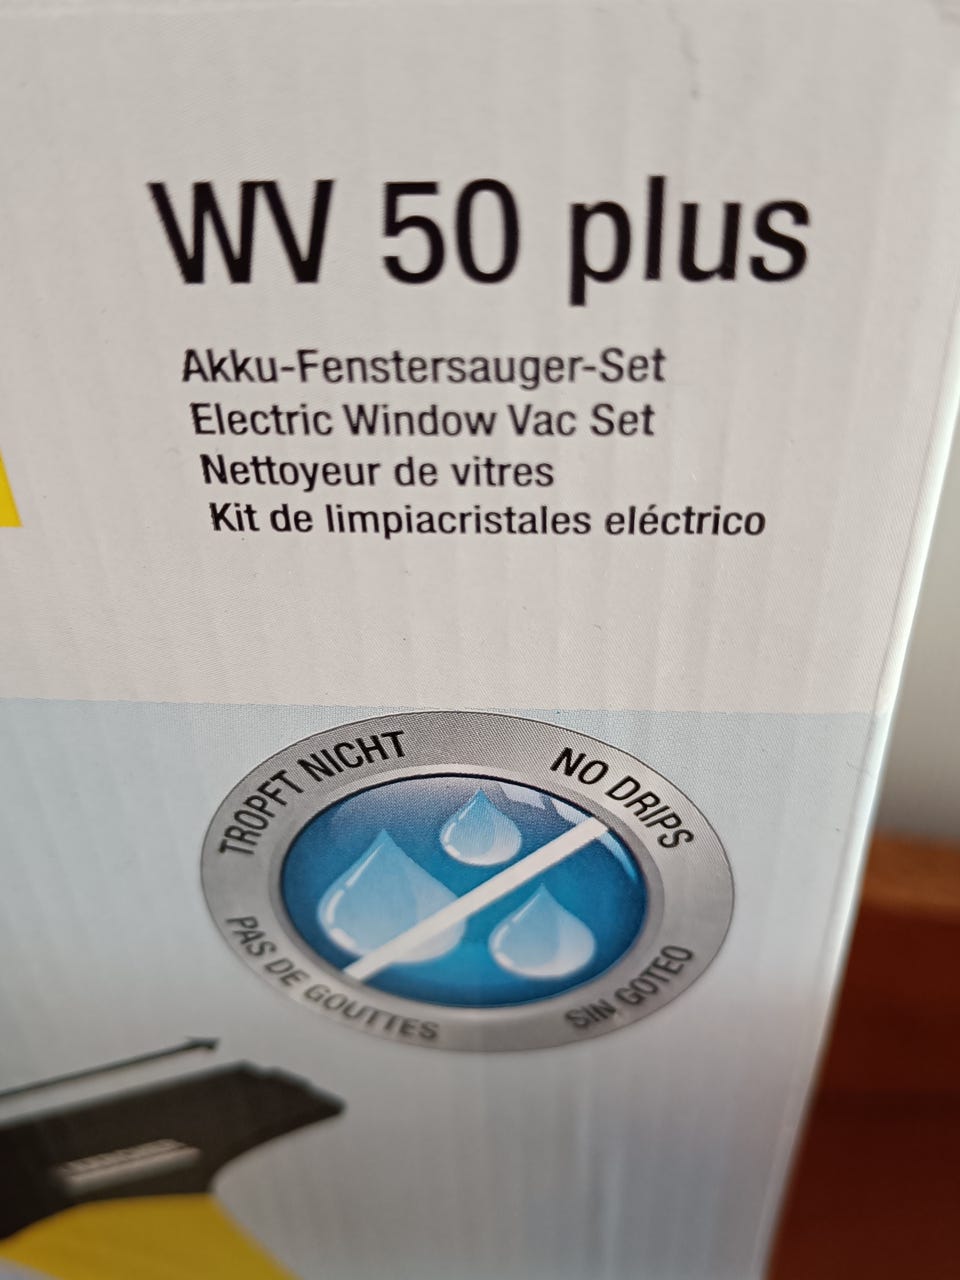 WV 50 plus
Akku-Fenstersauger-Set
Electric Window Vac Set
Nettoyeur de vitres
Kit de limpiacristales eléctrico
TROPFT NICHT
NO DRIPS
PAS DE GOUTTES
SIN GOTEO